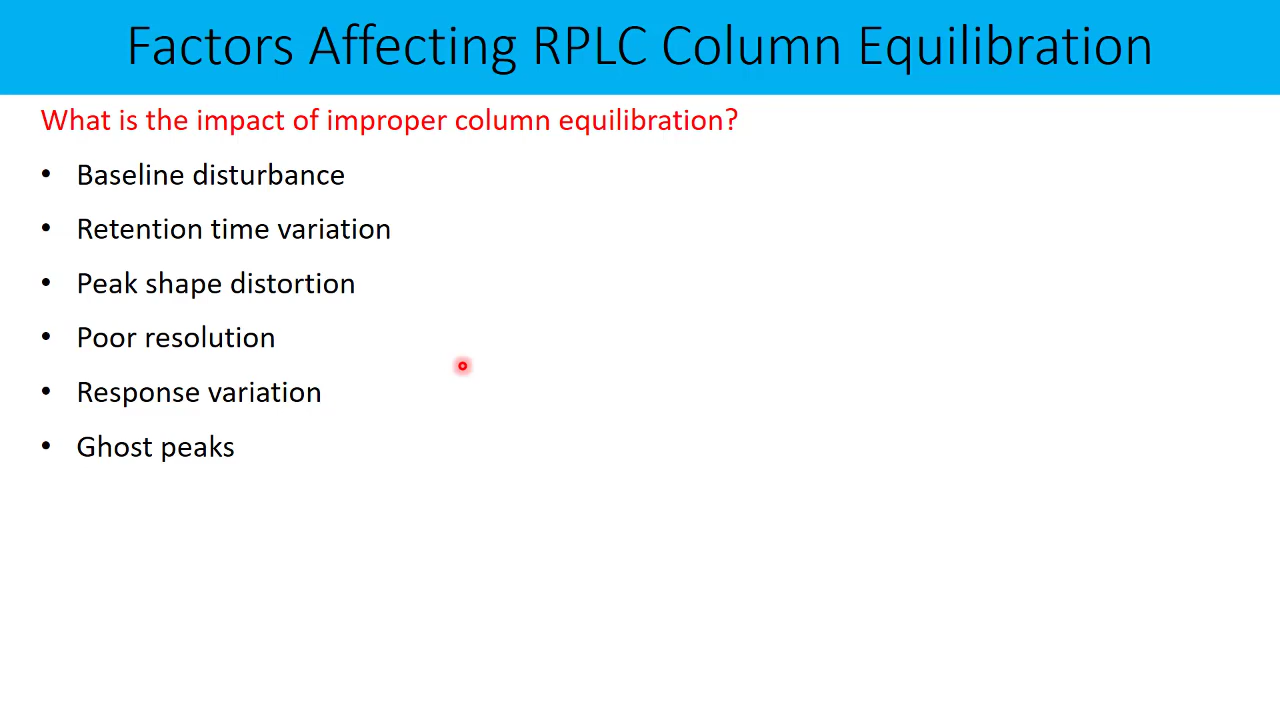 Factors Affecting RPLC Column Equilibration
What is the impact of improper column equilibration?
• Baseline disturbance
• Retention time variation
• Peak shape distortion
• Poor resolution
• Response variation
• Ghost peaks